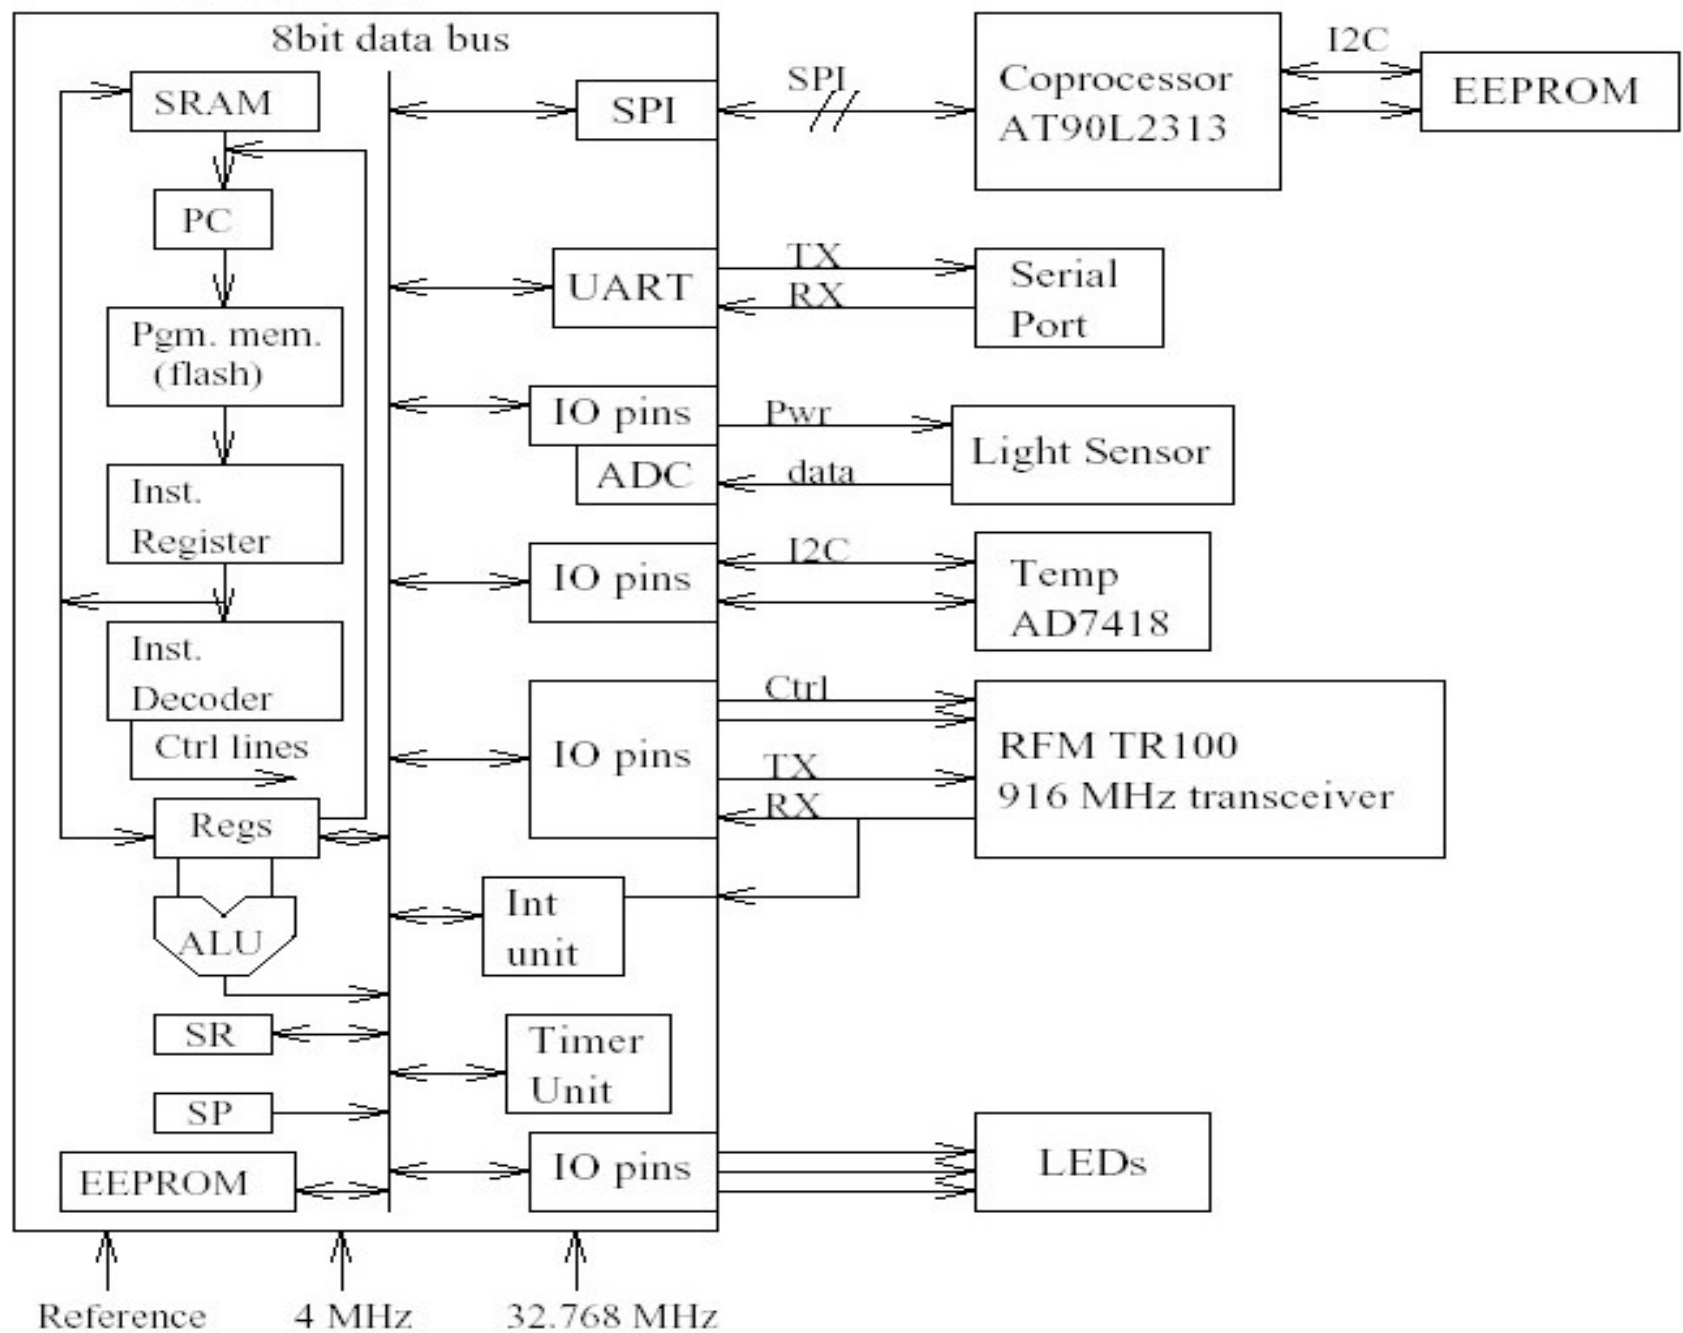 8bit data bus
SRAM
PC
Pgm. mem.
(flash)
Inst.
Register
Inst.
Decoder
Ctrl lines
Regs
ALU
SR
SP
EEPROM
SPI
UART
IO pins
ADC
IO pins
IO pins
Int
unit
Timer
Unit
IO pins
SPI
TX
RX
Pwr
data
I2C
Ctrl
TX
RX
Coprocessor
AT90L2313
I2C
EEPROM
Serial
Port
Light Sensor
Temp
AD7418
RFM TR100
916 MHz transceiver
LEDs
Reference
4 MHz
32.768 MHz